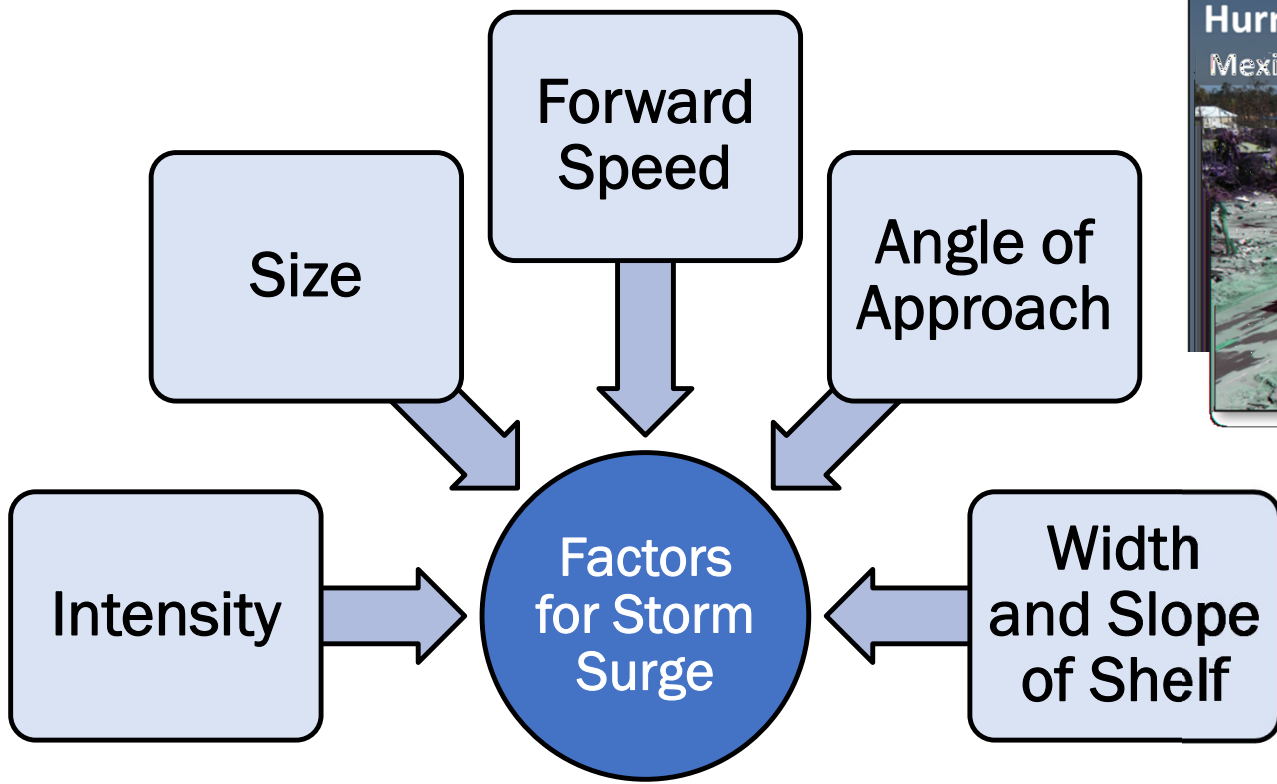 Forward
Speed
Size
Angle of
Approach
Intensity
Factors
for Storm
Surge
Width
and Slope
of Shelf